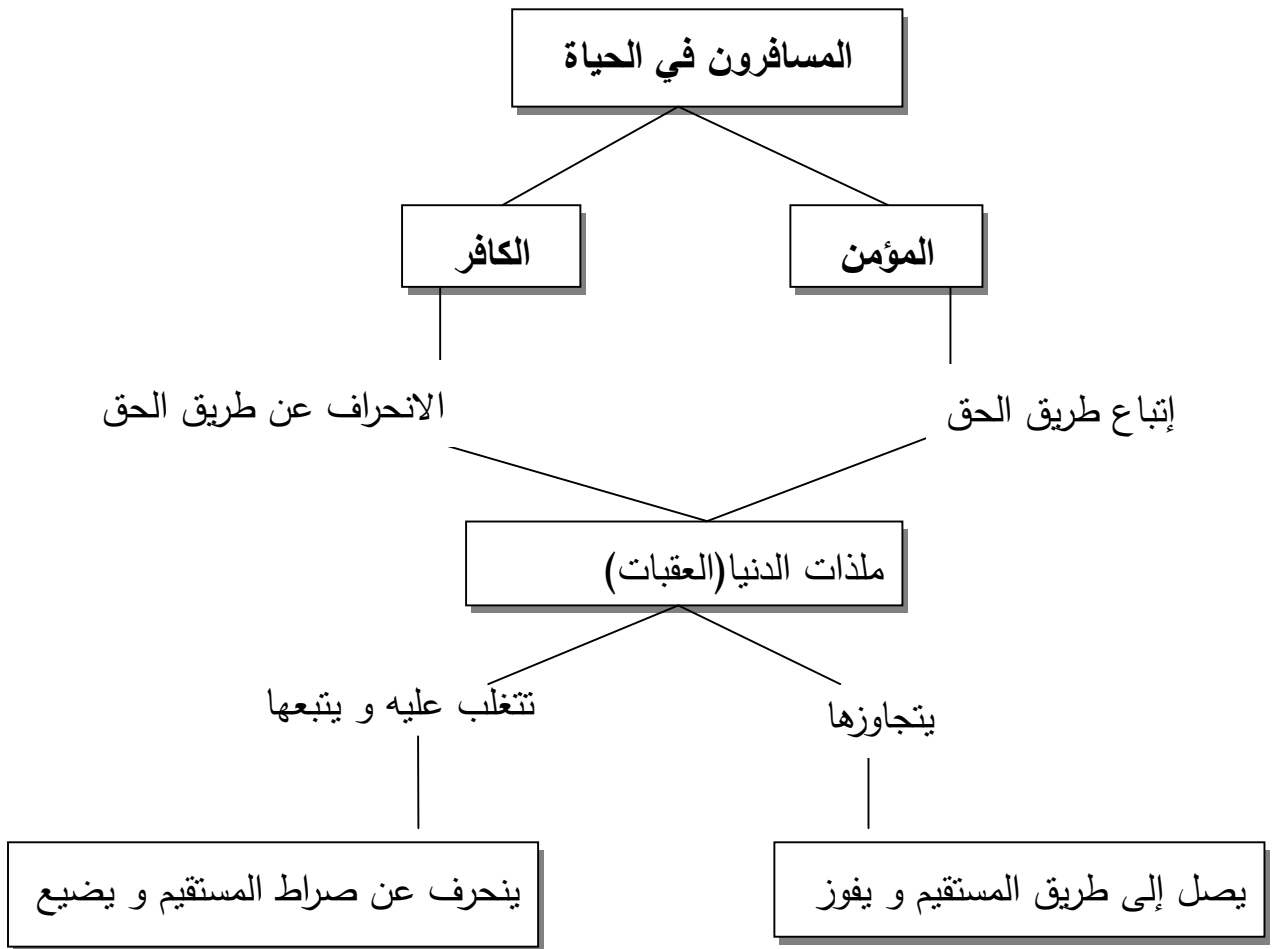 المسافرون في الحياة
المؤمن
الكافر
إتباع طريق الحق
الانحراف عن طريق الحق
ملذات الدنيا(العقبات)
يتجاوزها
تتغلب عليه و يتبعها
يصل إلى طريق المستقيم و يفوز
ينحرف عن صراط المستقيم و يضيع